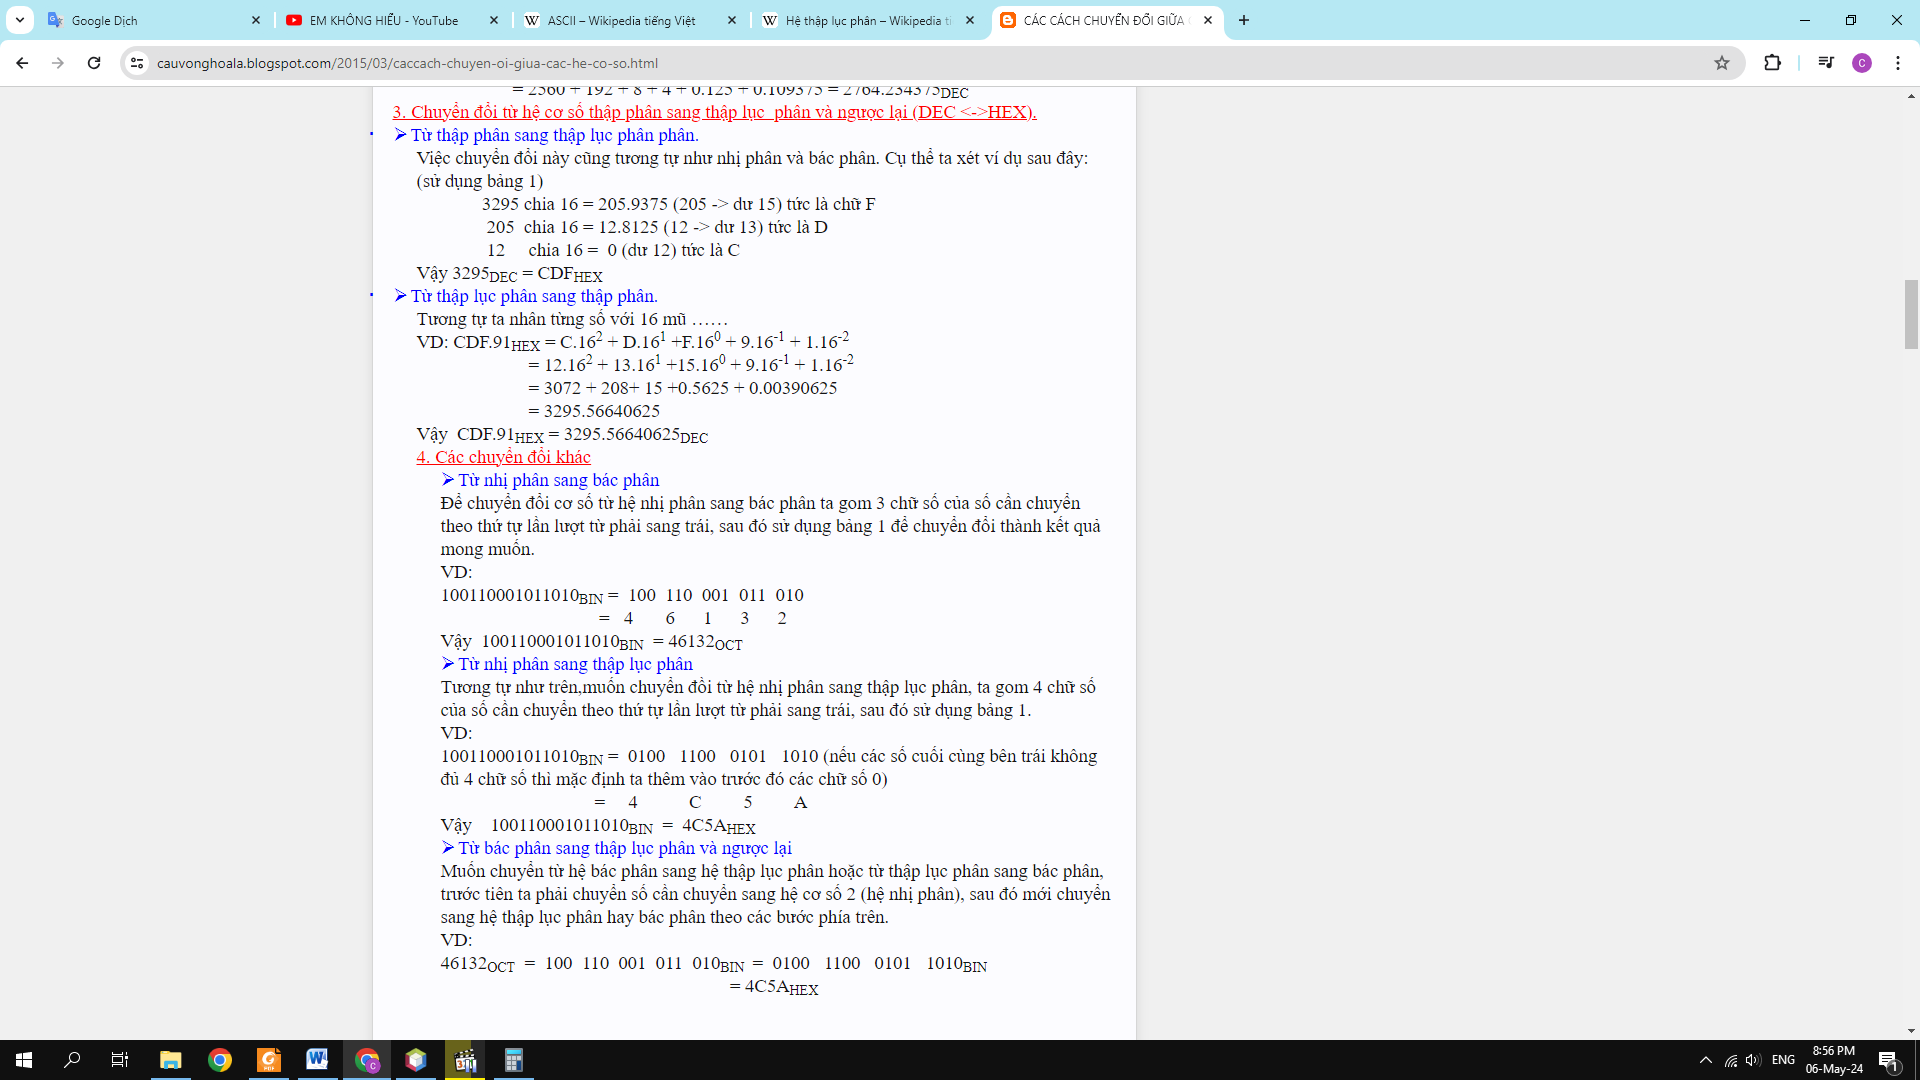 Google Dịch
EM KHÔNG HIỂU - YouTube
ASCII – Wikipedia tiếng Việt
Hệ thập lục phân – Wikipedia ti
CÁC CÁCH CHUYỂN ĐỔI GIỮA
cauvonghoala.blogspot.com/2015/03/caccach-chuyen-oi-giua-cac-he-co-so.html
C
= 2560 + 192 + 8 + 4 + 0.125 + 0.109375 = 2764.234375DEC
3. Chuyển đổi từ hệ cơ số thập phân sang thập lục  phân và ngược lại (DEC <->HEX).
➢ Từ thập phân sang thập lục phân phân.
Việc chuyển đổi này cũng tương tự như nhị phân và bác phân. Cụ thể ta xét ví dụ sau đây:
(sử dụng bảng 1)
3295 chia 16 = 205.9375 (205 -> dư 15) tức là chữ F
205  chia 16 = 12.8125 (12 -> dư 13) tức là D
12     chia 16 =  0 (dư 12) tức là C
Vậy 3295DEC = CDFHEX
➢ Từ thập lục phân sang thập phân.
Tương tự ta nhân từng số với 16 mũ ……
VD: CDF.91HEX = C.16² + D.16¹ +F.16⁰ + 9.16⁻¹ + 1.16⁻²
= 12.16² + 13.16¹ +15.16⁰ + 9.16⁻¹ + 1.16⁻²
= 3072 + 208+ 15 +0.5625 + 0.00390625
= 3295.56640625
Vậy  CDF.91HEX = 3295.56640625DEC
4. Các chuyển đổi khác
➢ Từ nhị phân sang bác phân
Để chuyển đổi cơ số từ hệ nhị phân sang bác phân ta gom 3 chữ số của số cần chuyển
theo thứ tự lần lượt từ phải sang trái, sau đó sử dụng bảng 1 để chuyển đổi thành kết quả
mong muốn.
VD:
100110001011010BIN =  100  110  001  011  010
=   4       6      1      3      2
Vậy  100110001011010BIN  = 46132OCT
➢ Từ nhị phân sang thập lục phân
Tương tự như trên,muốn chuyển đổi từ hệ nhị phân sang thập lục phân, ta gom 4 chữ số
của số cần chuyển theo thứ tự lần lượt từ phải sang trái, sau đó sử dụng bảng 1.
VD:
100110001011010BIN =  0100   1100   0101   1010 (nếu các số cuối cùng bên trái không
đủ 4 chữ số thì mặc định ta thêm vào trước đó các chữ số 0)
=     4           C         5         A
Vậy    100110001011010BIN  =  4C5AHEX
➢ Từ bác phân sang thập lục phân và ngược lại
Muốn chuyển từ hệ bác phân sang hệ thập lục phân hoặc từ thập lục phân sang bác phân,
trước tiên ta phải chuyển số cần chuyển sang hệ cơ số 2 (hệ nhị phân), sau đó mới chuyển
sang hệ thập lục phân hay bác phân theo các bước phía trên.
VD:
46132OCT  =  100  110  001  011  010BIN  =  0100   1100   0101   1010BIN
= 4C5AHEX
ENG
8:56 PM
06-May-24
1